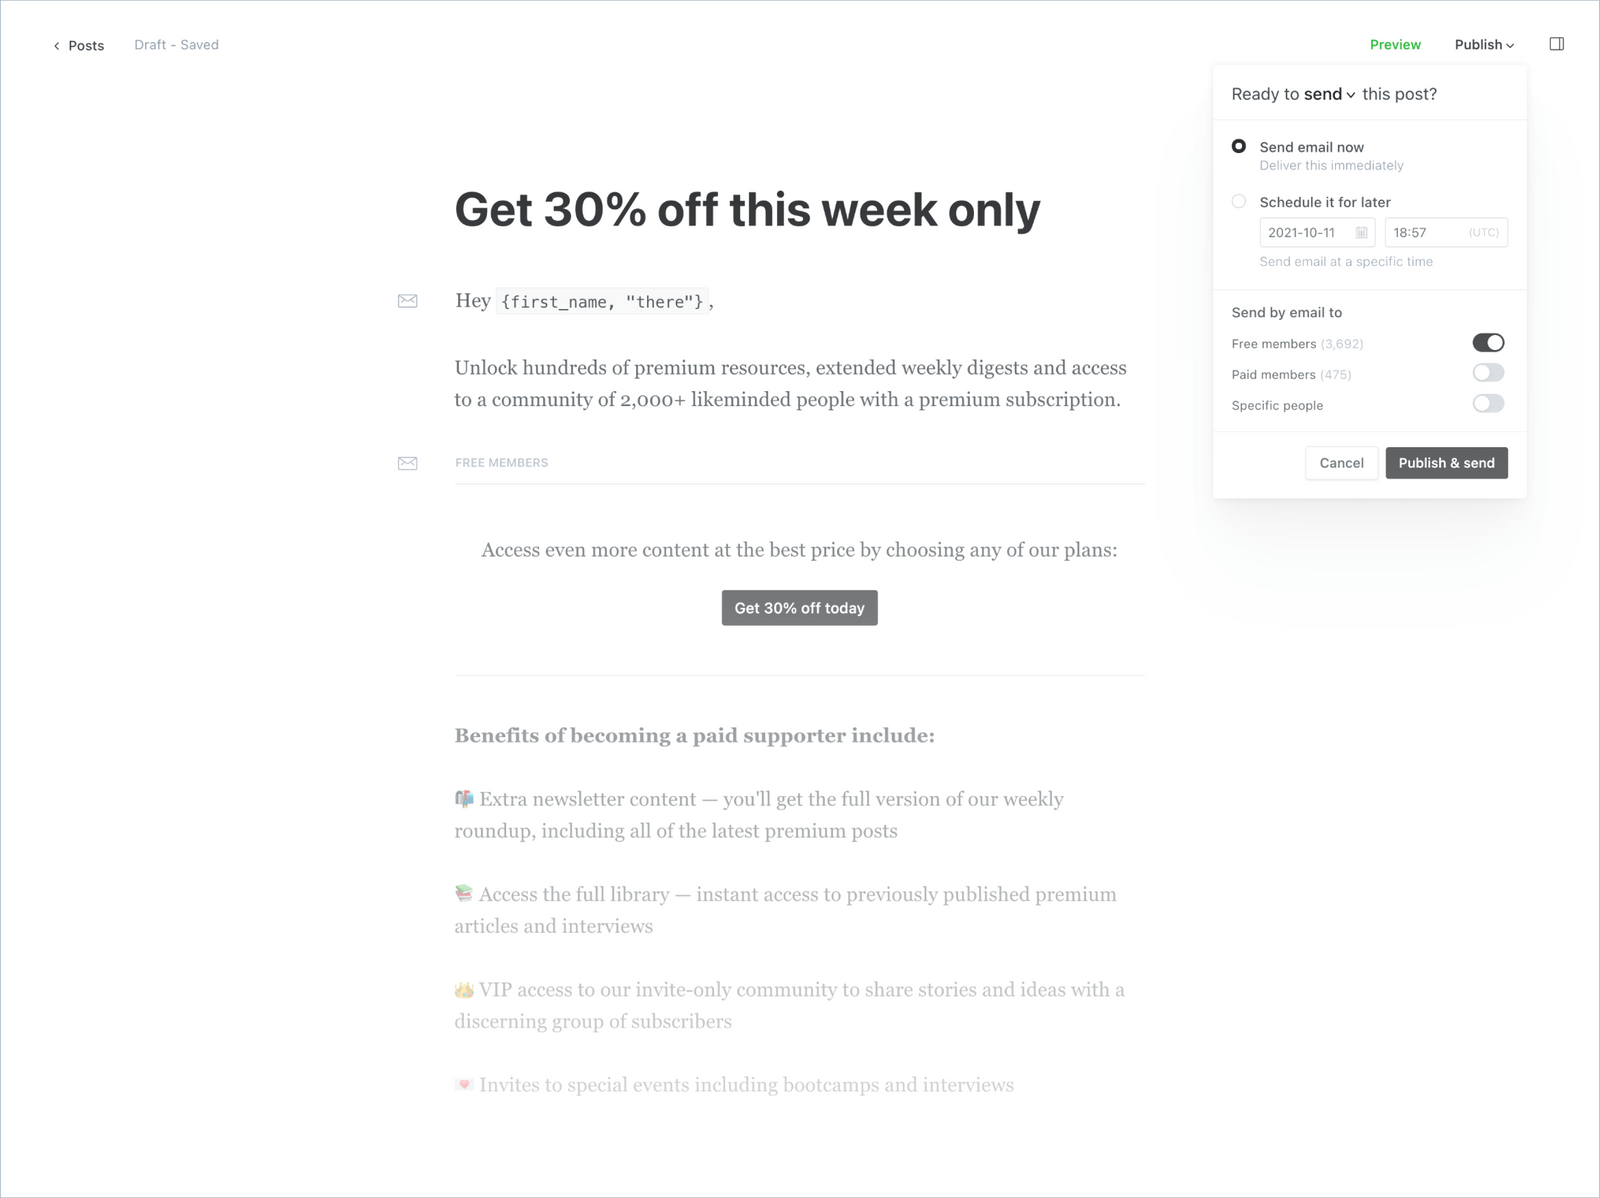 Posts
Draft - Saved
Preview
Publish
Ready to send this post?
Send email now
Deliver this immediately
Schedule it for later
2021-10-11
18:57
(UTC)
Send email at a specific time
Send by email to
Free members (3,692)
Paid members (475)
Specific people
Cancel
Publish & send
Get 30% off this week only
Hey {first_name, "there"},
Unlock hundreds of premium resources, extended weekly digests and access
to a community of 2,000+ likeminded people with a premium subscription.
FREE MEMBERS
Access even more content at the best price by choosing any of our plans:
Get 30% off today
Benefits of becoming a paid supporter include:
📬 Extra newsletter content — you'll get the full version of our weekly
roundup, including all of the latest premium posts
📚 Access the full library — instant access to previously published premium
articles and interviews
👑 VIP access to our invite-only community to share stories and ideas with a
discerning group of subscribers
💌 Invites to special events including bootcamps and interviews